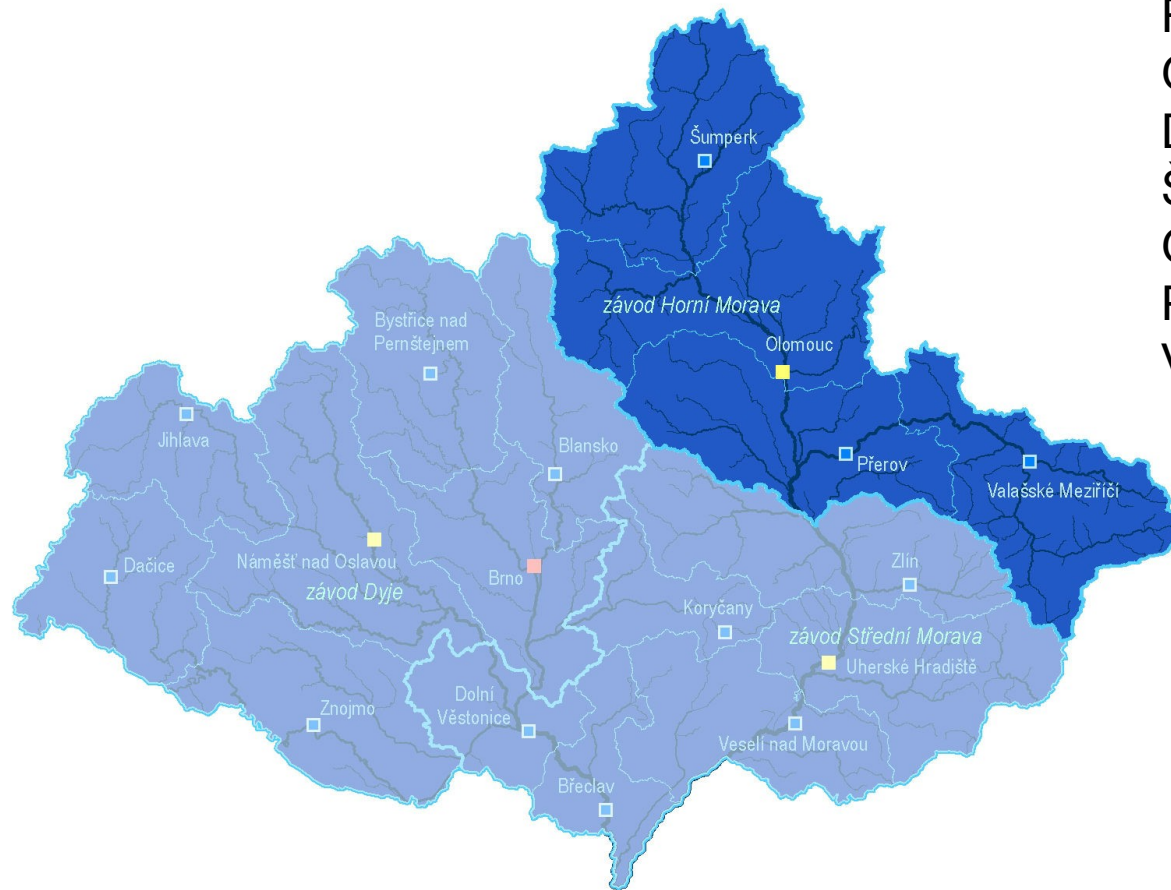 Šumperk
závod Horní Morava
Olomouc
Bystřice nad
Pernštejnem
Jihlava
Blansko
Přerov
Valašské Meziříčí
Dačice
Náměšť nad Oslavou
závod Dyje
Brno
Zlín
Koryčany
závod Střední Morava
Uherské Hradiště
Znojmo
Dolní
Věstonice
Veselí nad Moravou
Břeclav